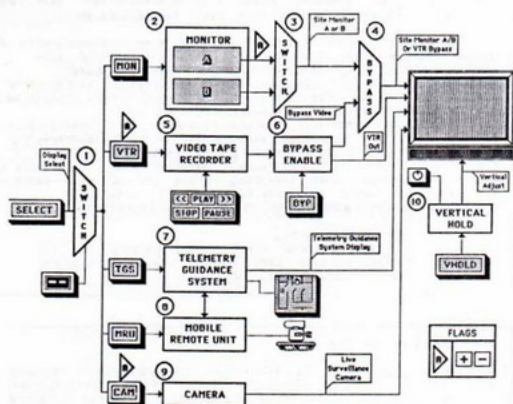 2
3
4
Site Monitor
A or B
MONITOR
A
R
SWITCH
Site Monitor A/B
Or VTR Bypass
MON
B
BYPASS
R
5
6
Bypass Video
1
VTR
VIDEO TAPE
RECORDER
BYPASS
ENABLE
VTR
Out
Display
Select
Vertical
Adjust
SELECT
SWITCH
<< PLAY >>
STOP PAUSE
BYP
10
VERTICAL
HOLD
7
Telemetry Guidance
System Display
TGS
TELEMETRY
GUIDANCE
SYSTEM
VHOLD
8
MRU
MOBILE
REMOTE UNIT
FLAGS
R + -
R
9
Live
Surveillance
Camera
CAM
CAMERA